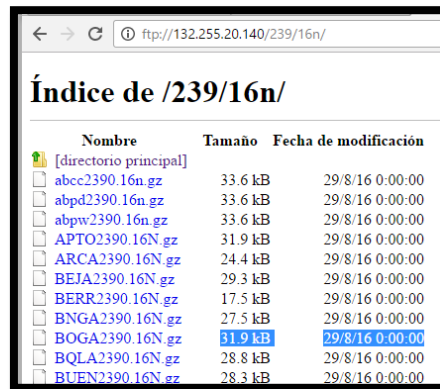 ftp://132.255.20.140/239/16n/
Índice de /239/16n/
Nombre Tamaño Fecha de modificación
[directorio principal]
abcc2390.16n.gz 33.6 kB 29/8/16 0:00:00
abpd2390.16n.gz 33.6 kB 29/8/16 0:00:00
abpw2390.16n.gz 33.6 kB 29/8/16 0:00:00
APTO2390.16N.gz 31.9 kB 29/8/16 0:00:00
ARCA2390.16N.gz 24.4 kB 29/8/16 0:00:00
BEJA2390.16N.gz 29.3 kB 29/8/16 0:00:00
BERR2390.16N.gz 17.5 kB 29/8/16 0:00:00
BNGA2390.16N.gz 27.5 kB 29/8/16 0:00:00
BOGA2390.16N.gz 31.9 kB 29/8/16 0:00:00
BQLA2390.16N.gz 28.8 kB 29/8/16 0:00:00
BUEN2390.16N.gz 28.3 kB 29/8/16 0:00:00